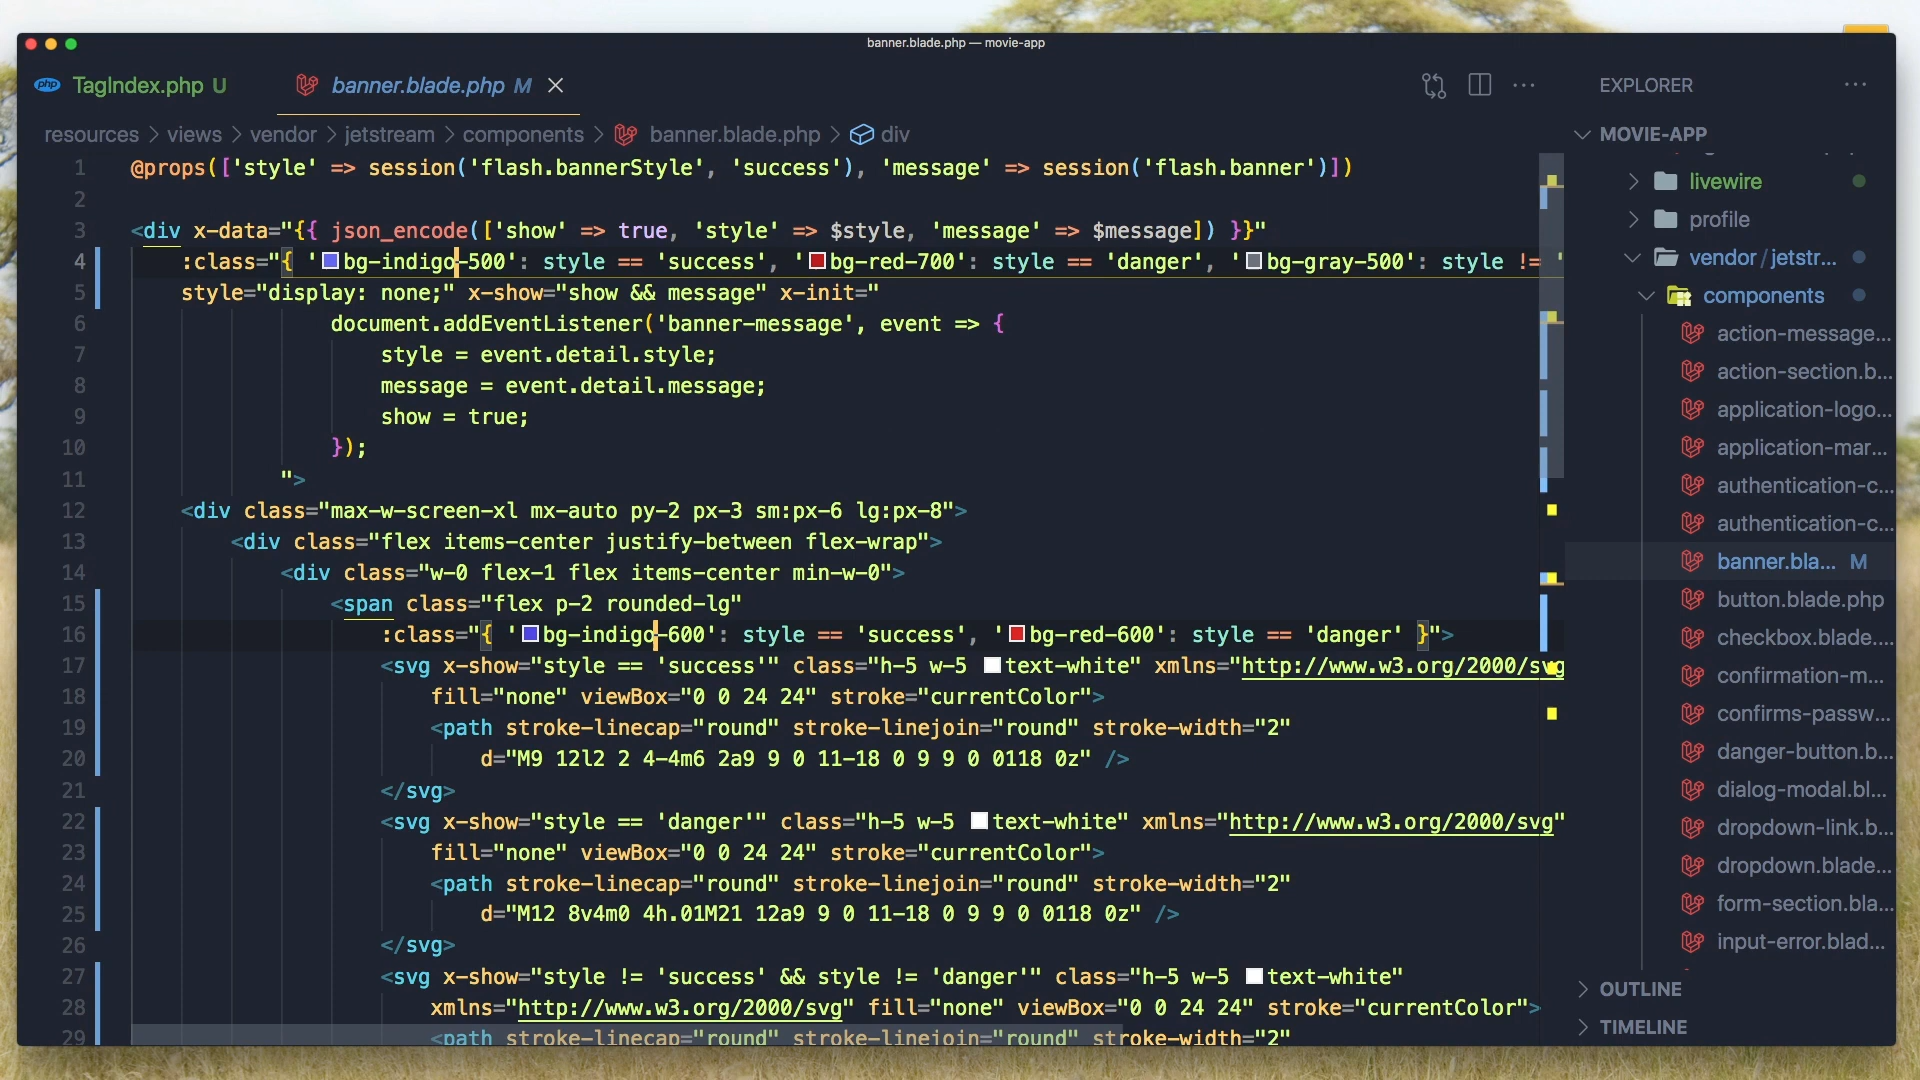 banner.blade.php — movie-app
php TagIndex.php U
banner.blade.php M
EXPLORER
resources > views > vendor > jetstream > components > banner.blade.php > div
MOVIE-APP
1 @props(['style' => session('flash.bannerStyle', 'success'), 'message' => session('flash.banner')])
2
3 <div x-data="{{ json_encode(['show' => true, 'style' => $style, 'message' => $message]) }}"
4 :class="{ 'bg-indigo-500': style == 'success', 'bg-red-700': style == 'danger', 'bg-gray-500': style != '
5 style="display: none;" x-show="show && message" x-init="
6 document.addEventListener('banner-message', event => {
7 style = event.detail.style;
8 message = event.detail.message;
9 show = true;
10 });
11 ">
12 <div class="max-w-screen-xl mx-auto py-2 px-3 sm:px-6 lg:px-8">
13 <div class="flex items-center justify-between flex-wrap">
14 <div class="w-0 flex-1 flex items-center min-w-0">
15 <span class="flex p-2 rounded-lg"
16 :class="{ 'bg-indigo-600': style == 'success', 'bg-red-600': style == 'danger' }">
17 <svg x-show="style == 'success'" class="h-5 w-5 text-white" xmlns="http://www.w3.org/2000/svg
18 fill="none" viewBox="0 0 24 24" stroke="currentColor">
19 <path stroke-linecap="round" stroke-linejoin="round" stroke-width="2"
20 d="M9 12l2 2 4-4m6 2a9 9 0 11-18 0 9 9 0 0118 0z" />
21 </svg>
22 <svg x-show="style == 'danger'" class="h-5 w-5 text-white" xmlns="http://www.w3.org/2000/svg"
23 fill="none" viewBox="0 0 24 24" stroke="currentColor">
24 <path stroke-linecap="round" stroke-linejoin="round" stroke-width="2"
25 d="M12 8v4m0 4h.01M21 12a9 9 0 11-18 0 9 9 0 0118 0z" />
26 </svg>
27 <svg x-show="style != 'success' && style != 'danger'" class="h-5 w-5 text-white"
28 xmlns="http://www.w3.org/2000/svg" fill="none" viewBox="0 0 24 24" stroke="currentColor">
29 <path stroke-linecap="round" stroke-linejoin="round" stroke-width="2"
livewire
profile
vendor / jetstr...
components
action-message...
action-section.b...
application-logo...
application-mar...
authentication-c...
authentication-c...
banner.bla... M
button.blade.php
checkbox.blade....
confirmation-m...
confirms-passw...
danger-button.b...
dialog-modal.bl...
dropdown-link.b...
dropdown.blade...
form-section.bla...
input-error.blad...
OUTLINE
TIMELINE